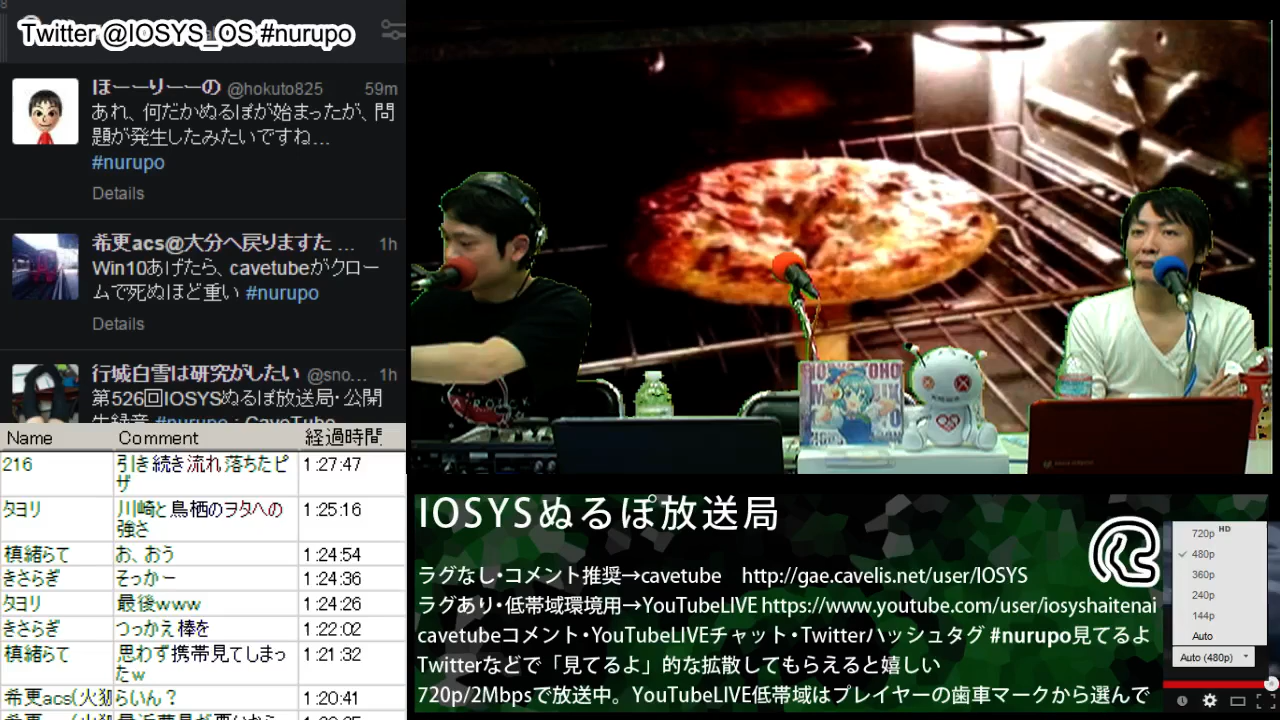 Twitter @IOSYS_OS #nurupo
ほーーりーーの @hokuto825 59m
あれ、何だかぬるぽが始まったが、問
題が発生したみたいですね…
#nurupo
Details
希更acs@大分へ戻りますた ... 1h
Win10あげたら、cavetubeがクロー
ムで死ぬほど重い #nurupo
Details
行城白雪は研究がしたい @sno... 1h
第526回IOSYSぬるぽ放送局・公開
生録音 #nurupo : CaveTube
Name Comment 経過時間
216 引き続き流れ落ちたピ
ザ 1:27:47
タヨリ 川崎と鳥栖のヲタへの
強さ 1:25:16
槙緒らて お、おう 1:24:54
きさらぎ そっかー 1:24:36
タヨリ 最後www 1:24:26
きさらぎ つっかえ棒を 1:22:02
槙緒らて 思わず携帯見てしまっ
たw 1:21:32
希更acs(火狐 らいん？ 1:20:41
IOSYSぬるぽ放送局
ラグなし・コメント推奨→cavetube http://gae.cavelis.net/user/IOSYS
ラグあり・低帯域環境用→YouTubeLIVE https://www.youtube.com/user/iosyshaitenai
cavetubeコメント・YouTubeLIVEチャット・Twitterハッシュタグ #nurupo見てるよ
Twitterなどで「見てるよ」的な拡散してもらえると嬉しい
720p/2Mbpsで放送中。YouTubeLIVE低帯域はプレイヤーの歯車マークから選んで
720p HD
480p
360p
240p
144p
Auto
Auto (480p)